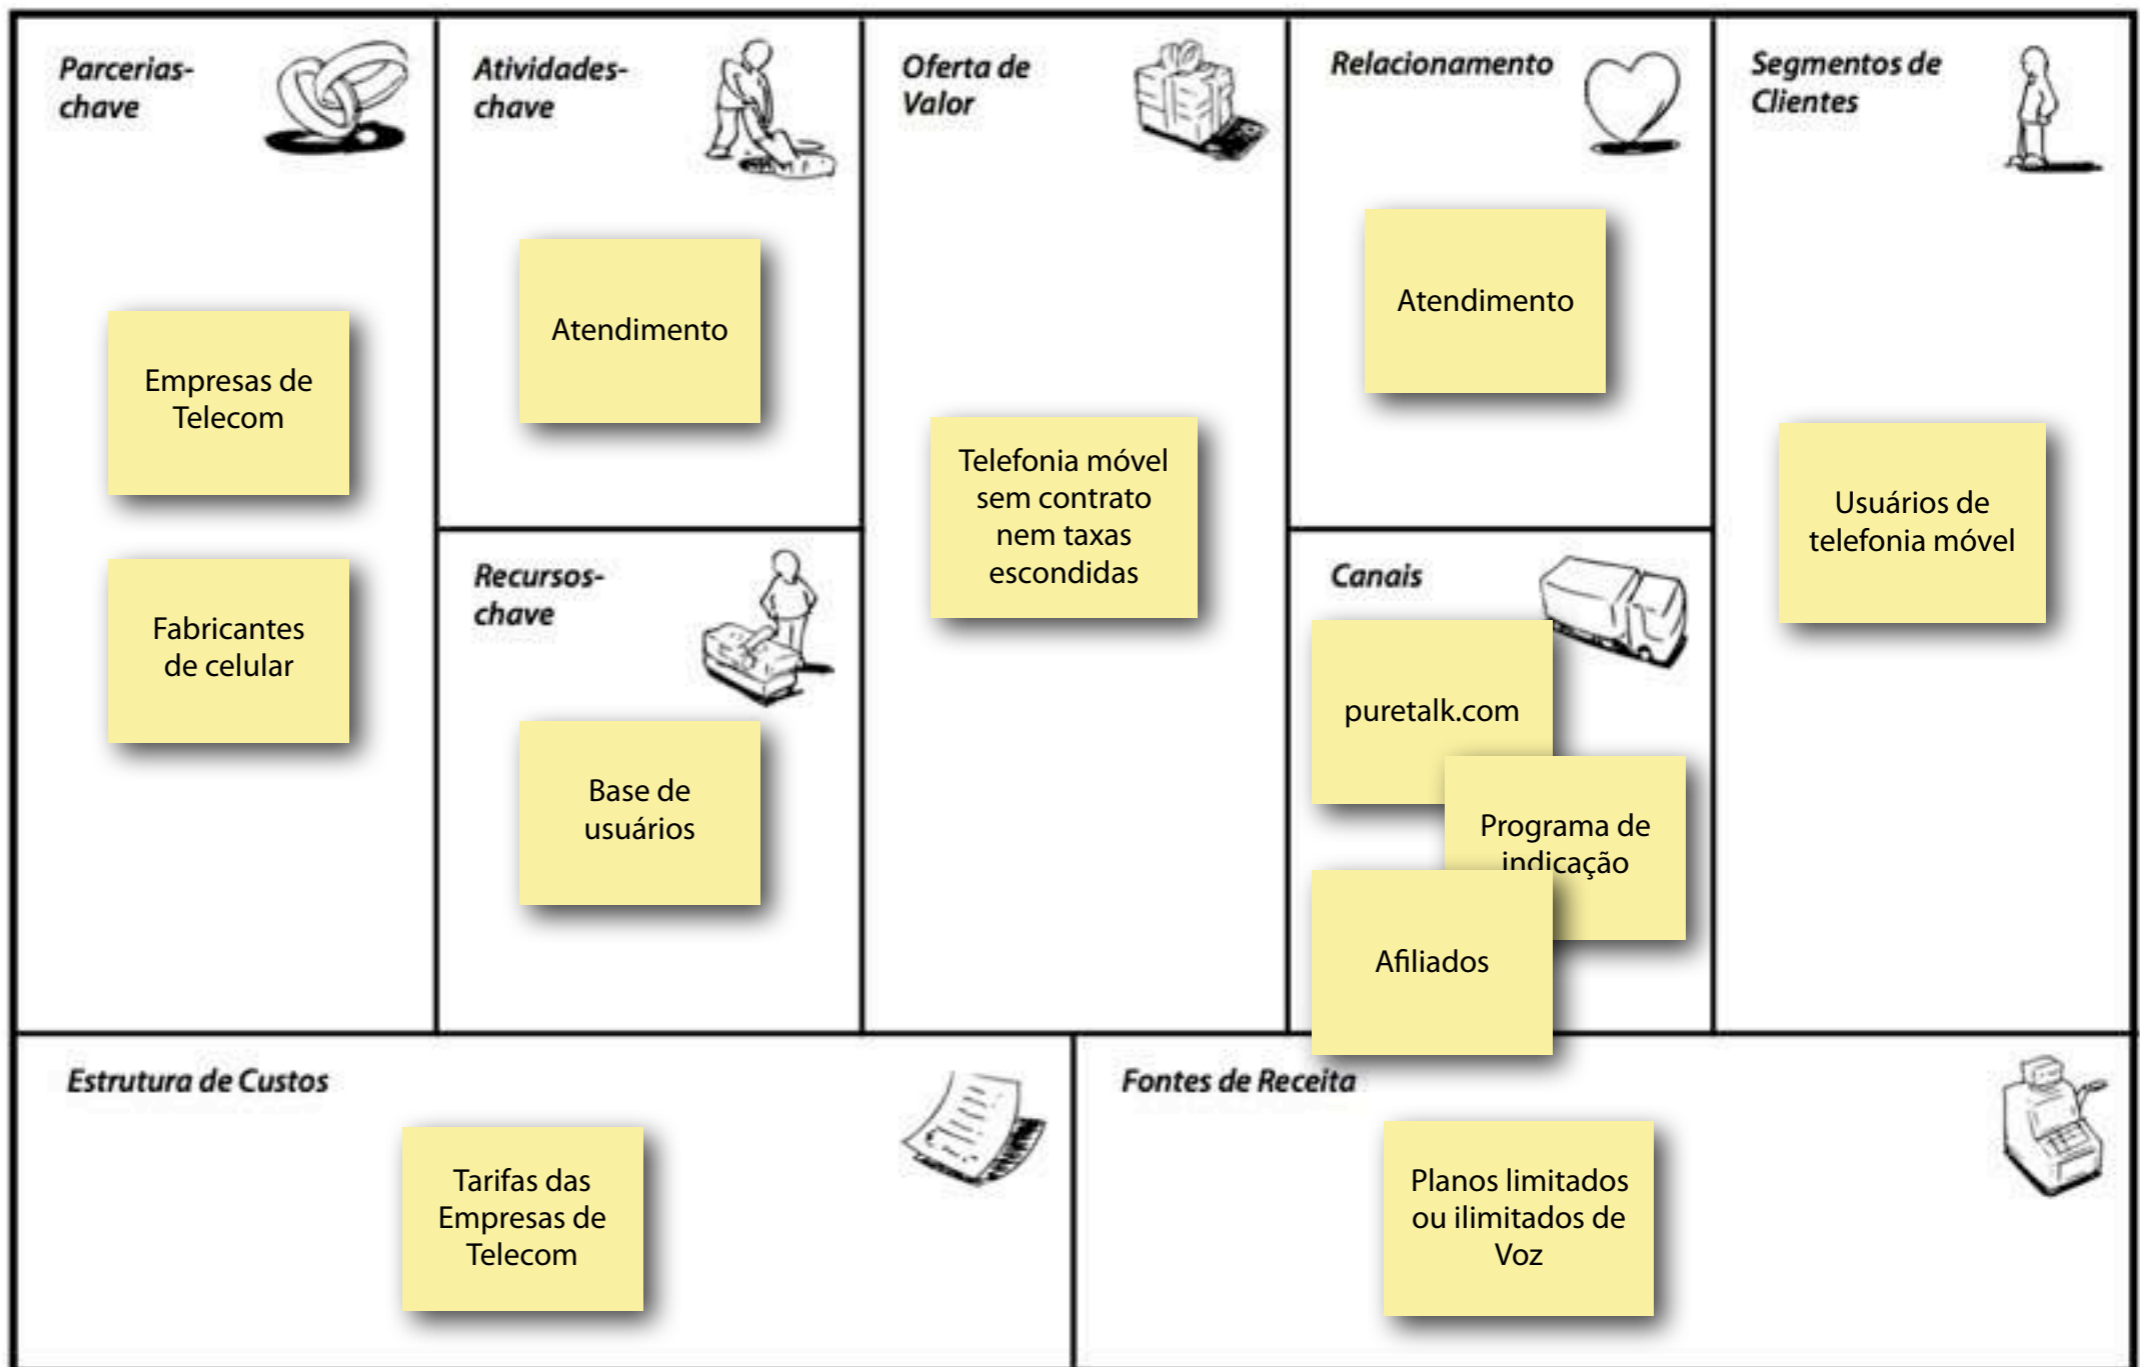 Parcerias-
chave
Empresas de
Telecom
Fabricantes
de celular
Atividades-
chave
Atendimento
Recursos-
chave
Base de
usuários
Oferta de
Valor
Telefonia móvel
sem contrato
nem taxas
escondidas
Relacionamento
Atendimento
Canais
puretalk.com
Programa de
indicação
Afiliados
Segmentos de
Clientes
Usuários de
telefonia móvel
Estrutura de Custos
Tarifas das
Empresas de
Telecom
Fontes de Receita
Planos limitados
ou ilimitados de
Voz